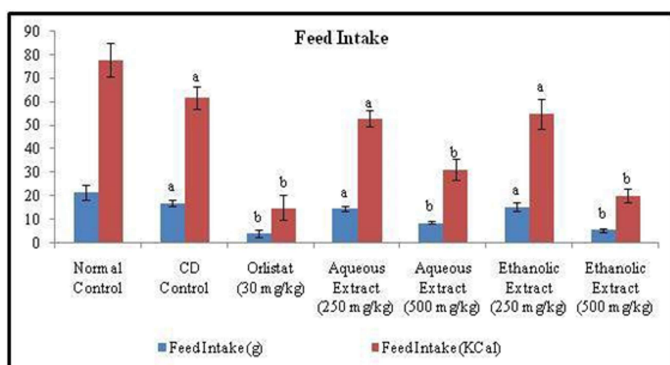 Feed Intake
90
80
70
60
50
40
30
20
10
0
a
a
b
b
a
a
b
b
a
a
b
b
Normal Control
CD Control
Orlistat (30 mg/kg)
Aqueous Extract (250 mg/kg)
Aqueous Extract (500 mg/kg)
Ethanolic Extract (250 mg/kg)
Ethanolic Extract (500 mg/kg)
Feed Intake (g)
Feed Intake (KCal)